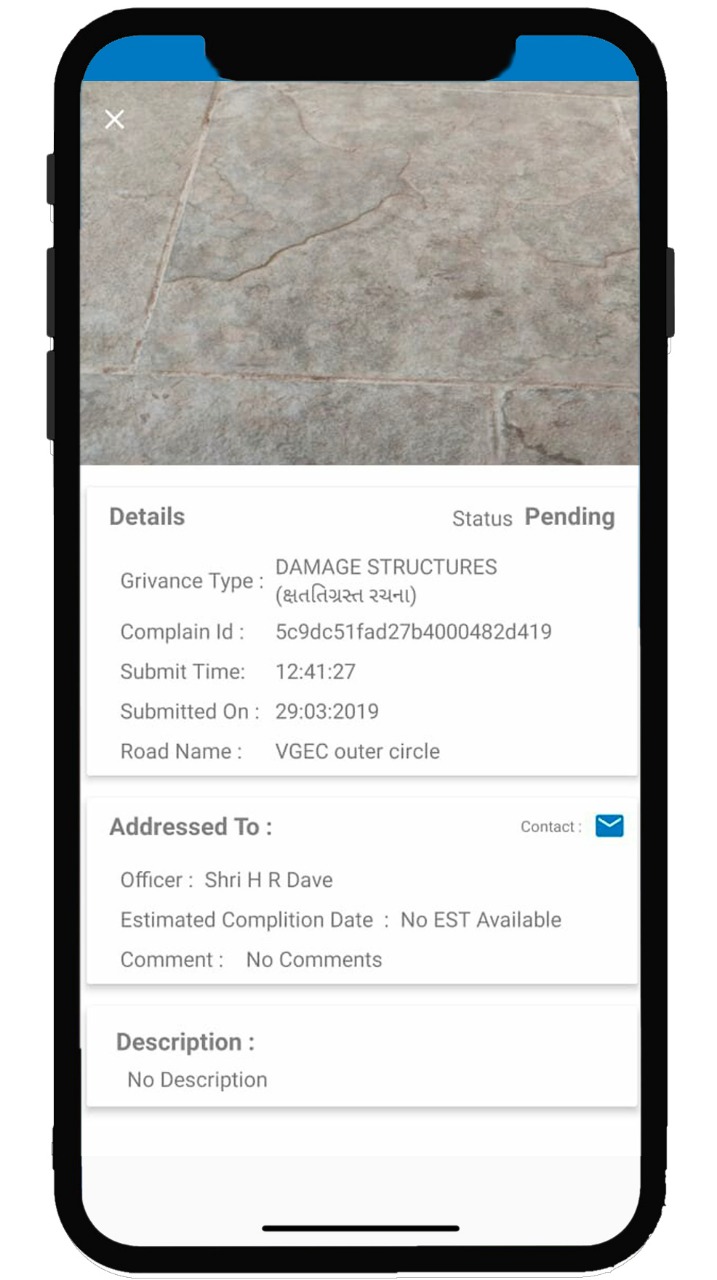 Details
Status Pending
Grivance Type :
DAMAGE STRUCTURES
(ક્ષતતિગ્રસ્ત રચના)
Complain Id : 5c9dc51fad27b4000482d419
Submit Time: 12:41:27
Submitted On : 29:03:2019
Road Name : VGEC outer circle
Addressed To :
Contact :
Officer : Shri H R Dave
Estimated Complition Date : No EST Available
Comment : No Comments
Description :
No Description